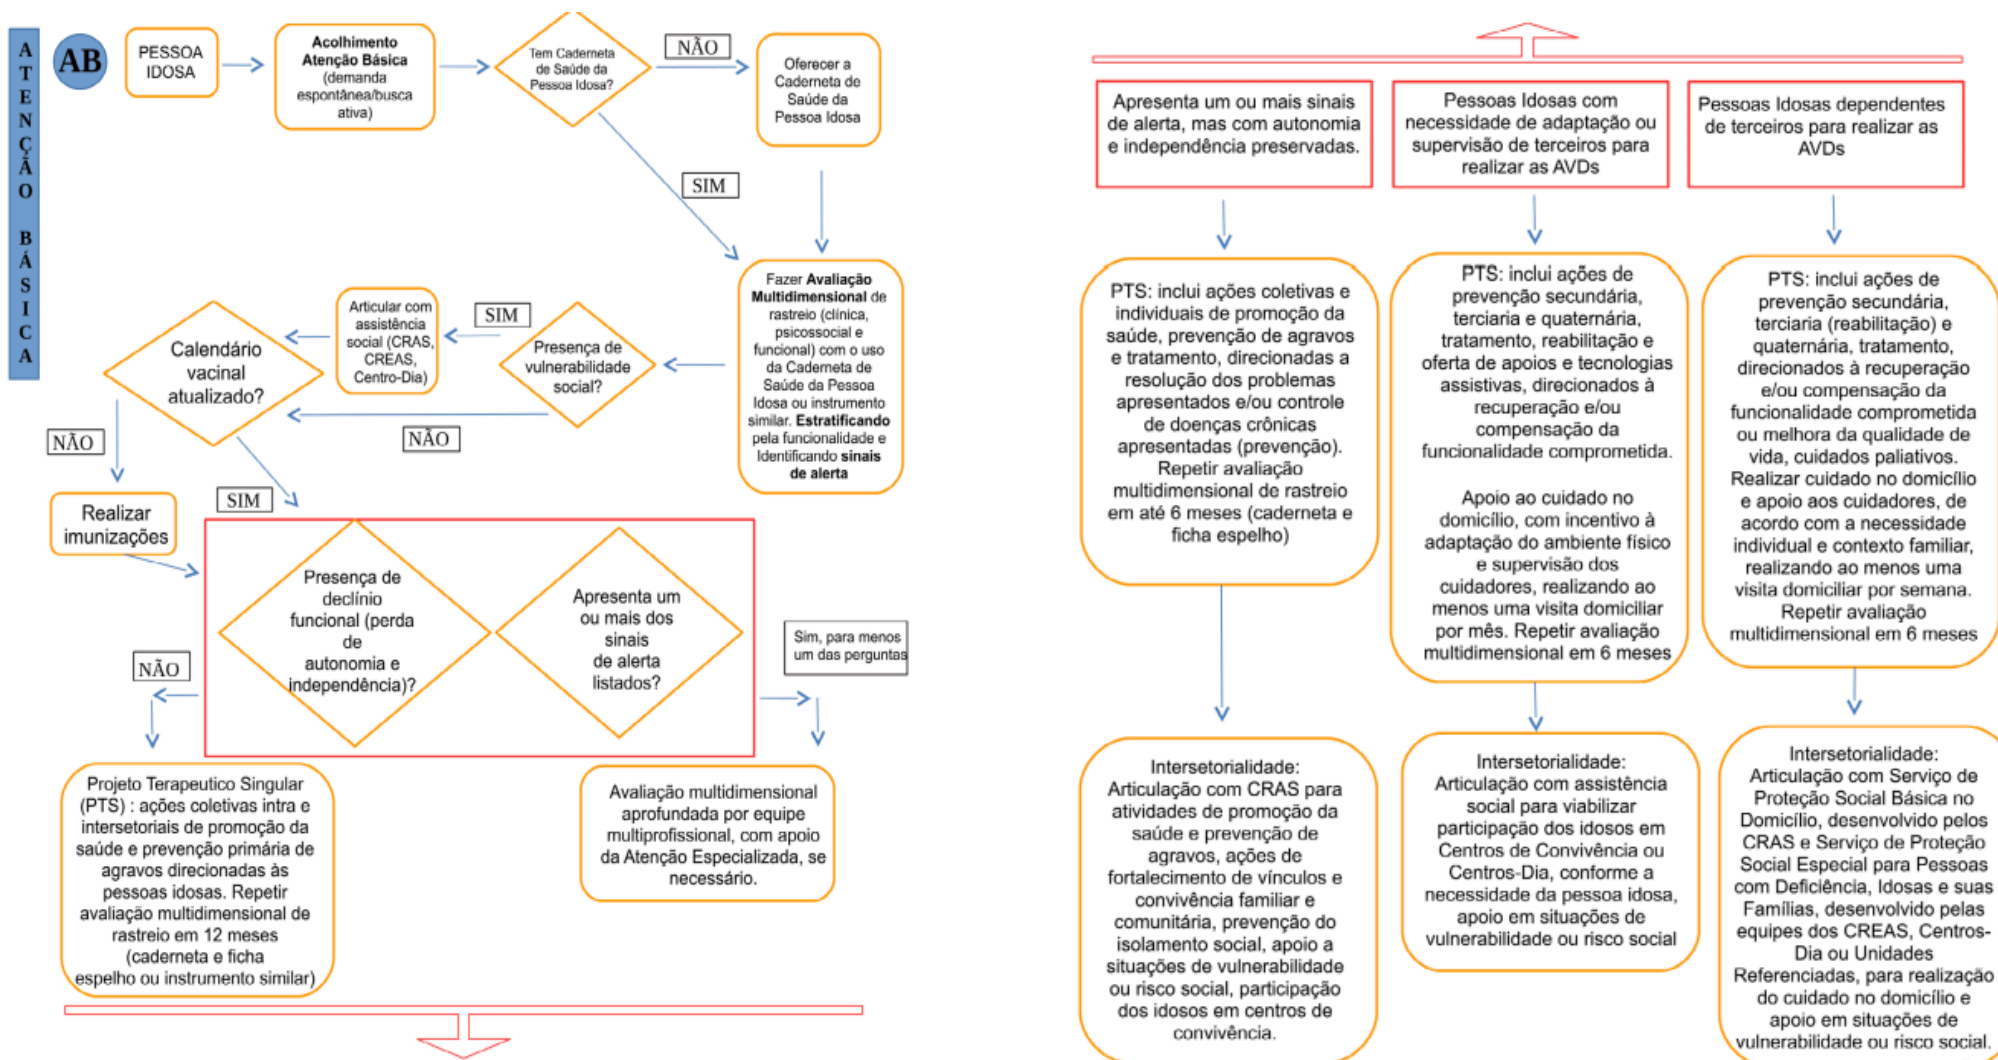 ATENÇÃO BÁSICA
AB
PESSOA
IDOSA
Acolhimento
Atenção Básica
(demanda
espontânea/busca
ativa)
Tem Caderneta
de Saúde da
Pessoa Idosa?
NÃO
Oferecer a
Caderneta de
Saúde da
Pessoa Idosa
SIM
Fazer Avaliação
Multidimensional de
rastreio (clínica,
psicossocial e
funcional) com o uso
da Caderneta de
Saúde da Pessoa
Idosa ou instrumento
similar. Estratificando
pela funcionalidade e
Identificando sinais
de alerta
Presença de
vulnerabilidade
social?
SIM
Articular com
assistência
social (CRAS,
CREAS,
Centro-Dia)
NÃO
Calendário
vacinal
atualizado?
NÃO
Realizar
imunizações
SIM
Presença de
declínio
funcional (perda
de
autonomia e
independência)?
Apresenta um
ou mais dos
sinais
de alerta
listados?
NÃO
Sim, para menos
um das perguntas
Projeto Terapeutico Singular
(PTS) : ações coletivas intra e
intersetoriais de promoção da
saúde e prevenção primária de
agravos direcionadas às
pessoas idosas. Repetir
avaliação multidimensional de
rastreio em 12 meses
(caderneta e ficha
espelho ou instrumento similar)
Avaliação multidimensional
aprofundada por equipe
multiprofissional, com apoio
da Atenção Especializada, se
necessário.
Apresenta um ou mais sinais
de alerta, mas com autonomia
e independência preservadas.
PTS: inclui ações coletivas e
individuais de promoção da
saúde, prevenção de agravos
e tratamento, direcionadas a
resolução dos problemas
apresentados e/ou controle
de doenças crônicas
apresentadas (prevenção).
Repetir avaliação
multidimensional de rastreio
em até 6 meses (caderneta e
ficha espelho)
Intersetorialidade:
Articulação com CRAS para
atividades de promoção da
saúde e prevenção de
agravos, ações de
fortalecimento de vínculos e
convivência familiar e
comunitária, prevenção do
isolamento social, apoio a
situações de vulnerabilidade
ou risco social, participação
dos idosos em centros de
convivência.
Pessoas Idosas com
necessidade de adaptação ou
supervisão de terceiros para
realizar as AVDs
PTS: inclui ações de
prevenção secundária,
terciaria e quaternária,
tratamento, reabilitação e
oferta de apoios e tecnologias
assistivas, direcionados à
recuperação e/ou
compensação da
funcionalidade comprometida.
Apoio ao cuidado no
domicílio, com incentivo à
adaptação do ambiente físico
e supervisão dos
cuidadores, realizando ao
menos uma visita domiciliar
por mês. Repetir avaliação
multidimensional em 6 meses
Intersetorialidade:
Articulação com assistência
social para viabilizar
participação dos idosos em
Centros de Convivência ou
Centros-Dia, conforme a
necessidade da pessoa idosa,
apoio em situações de
vulnerabilidade ou risco social
Pessoas Idosas dependentes
de terceiros para realizar as
AVDs
PTS: inclui ações de
prevenção secundária,
terciaria (reabilitação) e
quaternária, tratamento,
direcionados à recuperação
e/ou compensação da
funcionalidade comprometida
ou melhora da qualidade de
vida, cuidados paliativos.
Realizar cuidado no domicílio
e apoio aos cuidadores, de
acordo com a necessidade
individual e contexto familiar,
realizando ao menos uma
visita domiciliar por semana.
Repetir avaliação
multidimensional em 6 meses
Intersetorialidade:
Articulação com Serviço de
Proteção Social Básica no
Domicílio, desenvolvido pelos
CRAS e Serviço de Proteção
Social Especial para Pessoas
com Deficiência, Idosas e suas
Famílias, desenvolvido pelas
equipes dos CREAS, Centros-
Dia ou Unidades
Referenciadas, para realização
do cuidado no domicílio e
apoio em situações de
vulnerabilidade ou risco social.